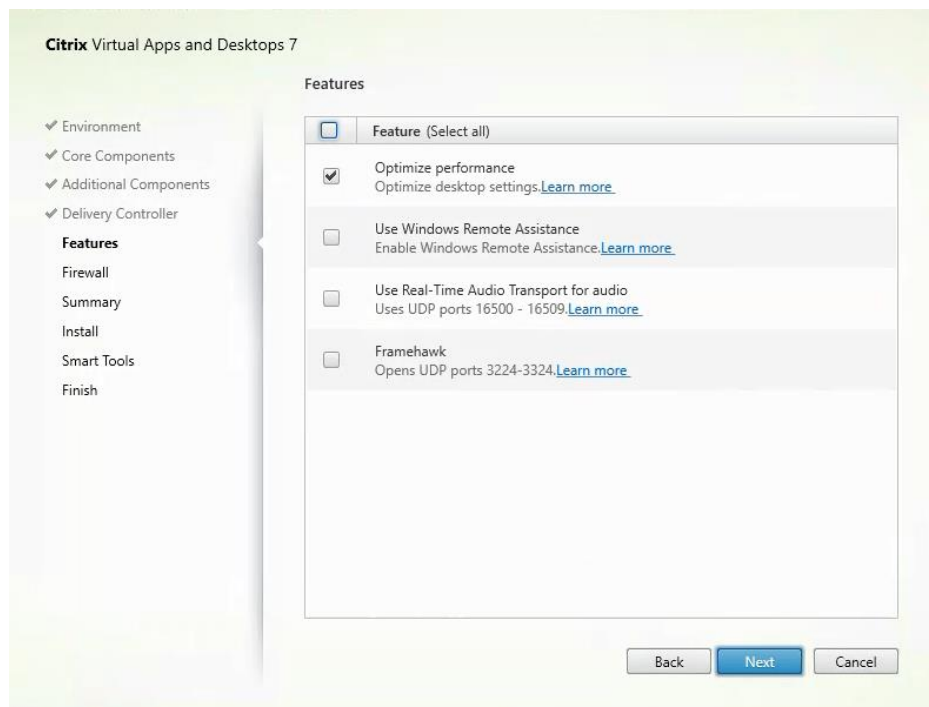 Citrix Virtual Apps and Desktops 7
Features
Environment
Core Components
Additional Components
Delivery Controller
Features
Firewall
Summary
Install
Smart Tools
Finish
Feature (Select all)
Optimize performance
Optimize desktop settings.Learn more
Use Windows Remote Assistance
Enable Windows Remote Assistance.Learn more
Use Real-Time Audio Transport for audio
Uses UDP ports 16500 - 16509.Learn more
Framehawk
Opens UDP ports 3224-3324.Learn more
Back Next Cancel